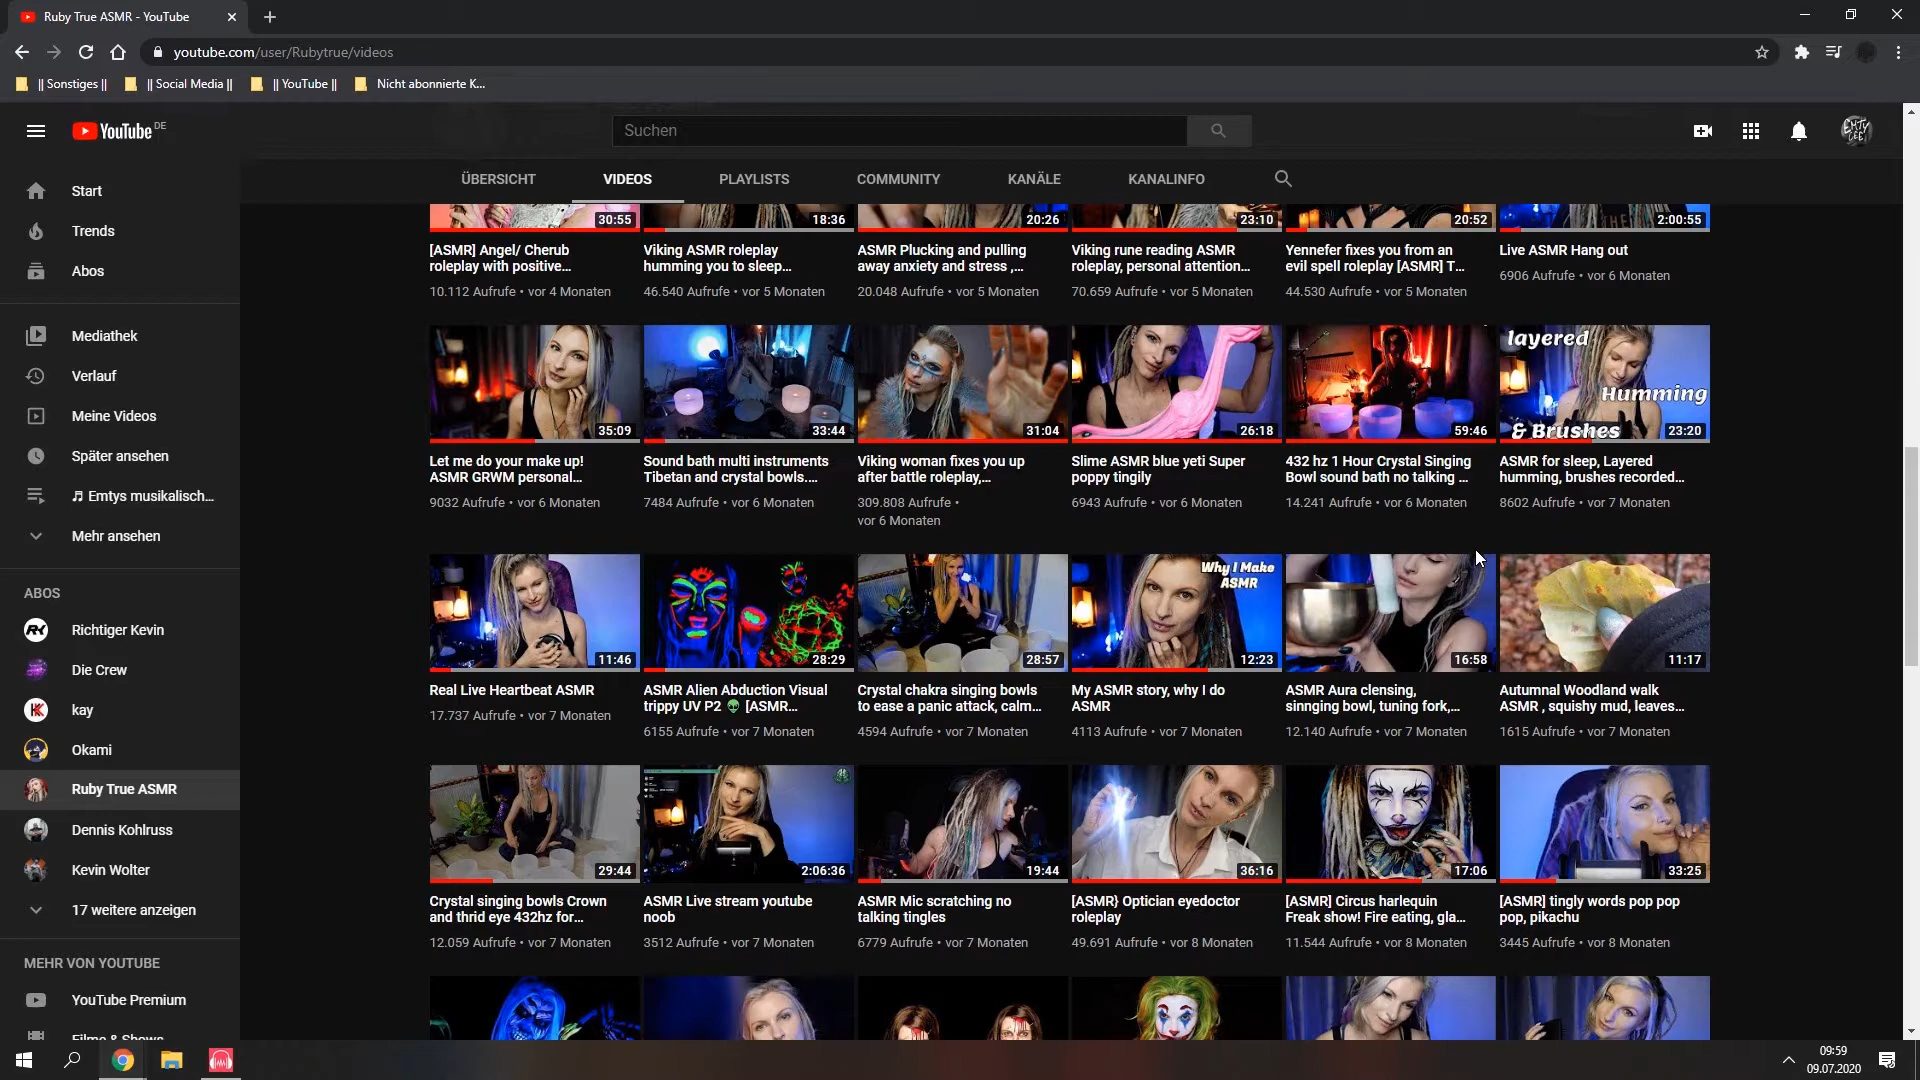 Ruby True ASMR - YouTube
youtube.com/user/Rubytrue/videos
|| Sonstiges ||
|| Social Media ||
|| YouTube ||
Nicht abonnierte K...
YouTube DE
Suchen
Start
Trends
Abos
Mediathek
Verlauf
Meine Videos
Später ansehen
♫ Emtys musikalisch...
Mehr ansehen
ABOS
Richtiger Kevin
Die Crew
kay
Okami
Ruby True ASMR
Dennis Kohlruss
Kevin Wolter
17 weitere anzeigen
MEHR VON YOUTUBE
YouTube Premium
Filme & Shows
ÜBERSICHT
VIDEOS
PLAYLISTS
COMMUNITY
KANÄLE
KANALINFO
30:55
[ASMR] Angel/ Cherub
roleplay with positive...
10.112 Aufrufe • vor 4 Monaten
18:36
Viking ASMR roleplay
humming you to sleep...
46.540 Aufrufe • vor 5 Monaten
20:26
ASMR Plucking and pulling
away anxiety and stress ,...
20.048 Aufrufe • vor 5 Monaten
23:10
Viking rune reading ASMR
roleplay, personal attention...
70.659 Aufrufe • vor 5 Monaten
20:52
Yennefer fixes you from an
evil spell roleplay [ASMR] T...
44.530 Aufrufe • vor 5 Monaten
2:00:55
Live ASMR Hang out
6906 Aufrufe • vor 6 Monaten
35:09
Let me do your make up!
ASMR GRWM personal...
9032 Aufrufe • vor 6 Monaten
33:44
Sound bath multi instruments
Tibetan and crystal bowls....
7484 Aufrufe • vor 6 Monaten
31:04
Viking woman fixes you up
after battle roleplay,...
309.808 Aufrufe •
vor 6 Monaten
26:18
Slime ASMR blue yeti Super
poppy tingily
6943 Aufrufe • vor 6 Monaten
59:46
432 hz 1 Hour Crystal Singing
Bowl sound bath no talking ...
14.241 Aufrufe • vor 6 Monaten
layered
Humming
& Brushes
23:20
ASMR for sleep, Layered
humming, brushes recorded...
8602 Aufrufe • vor 7 Monaten
11:46
Real Live Heartbeat ASMR
17.737 Aufrufe • vor 7 Monaten
28:29
ASMR Alien Abduction Visual
trippy UV P2 👽 [ASMR...
6155 Aufrufe • vor 7 Monaten
28:57
Crystal chakra singing bowls
to ease a panic attack, calm...
4594 Aufrufe • vor 7 Monaten
Why I Make
ASMR
12:23
My ASMR story, why I do
ASMR
4113 Aufrufe • vor 7 Monaten
16:58
ASMR Aura clensing,
sinnging bowl, tuning fork,...
12.140 Aufrufe • vor 7 Monaten
11:17
Autumnal Woodland walk
ASMR , squishy mud, leaves...
1615 Aufrufe • vor 7 Monaten
29:44
Crystal singing bowls Crown
and thrid eye 432hz for...
12.059 Aufrufe • vor 7 Monaten
2:06:36
ASMR Live stream youtube
noob
3512 Aufrufe • vor 7 Monaten
19:44
ASMR Mic scratching no
talking tingles
6779 Aufrufe • vor 7 Monaten
36:16
[ASMR} Optician eyedoctor
roleplay
49.691 Aufrufe • vor 8 Monaten
17:06
[ASMR] Circus harlequin
Freak show! Fire eating, gla...
11.544 Aufrufe • vor 8 Monaten
33:25
[ASMR] tingly words pop pop
pop, pikachu
3445 Aufrufe • vor 8 Monaten
09:59
09.07.2020